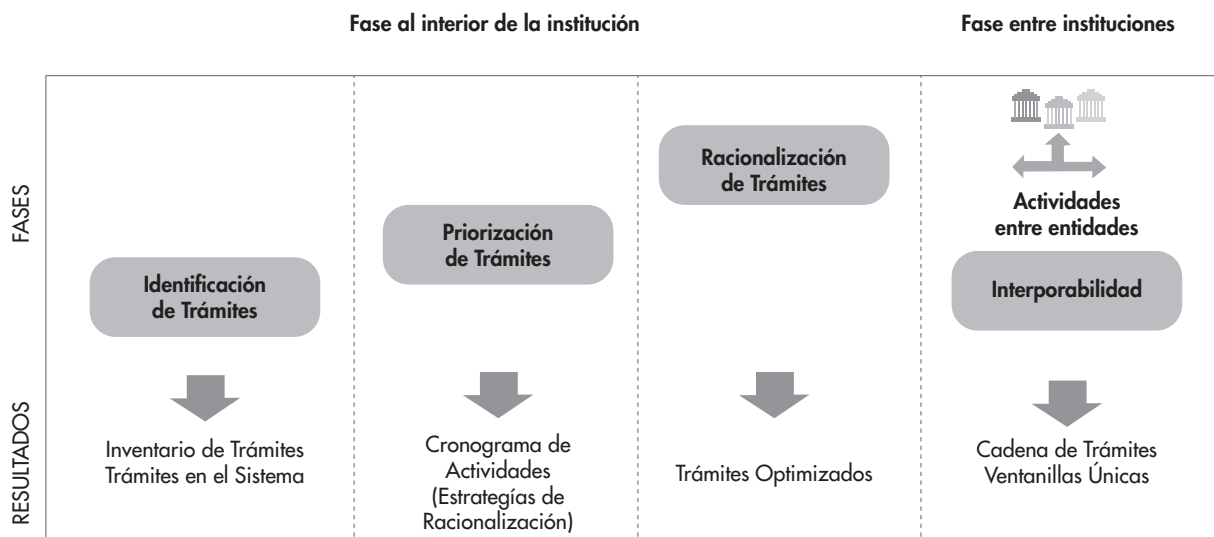 Fase al interior de la institución
Fase entre instituciones
FASES
Identificación
de Trámites
Priorización
de Trámites
Racionalización
de Trámites
Actividades
entre entidades
Interporabilidad
RESULTADOS
Inventario de Trámites
Trámites en el Sistema
Cronograma de
Actividades
(Estrategías de
Racionalización)
Trámites Optimizados
Cadena de Trámites
Ventanillas Únicas